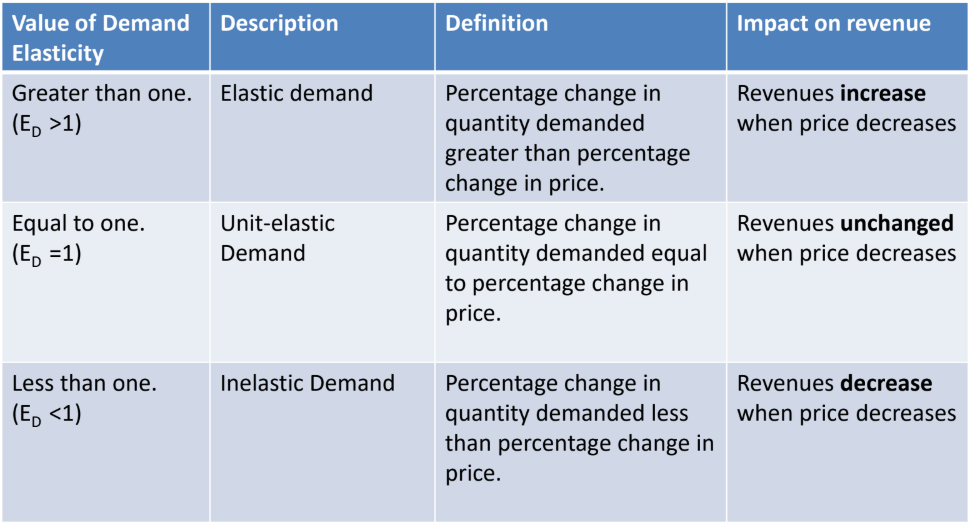 Value of Demand
Elasticity
Description
Definition
Impact on revenue
Greater than one.
(E_D >1)
Elastic demand
Percentage change in
quantity demanded
greater than percentage
change in price.
Revenues increase
when price decreases
Equal to one.
(E_D =1)
Unit-elastic
Demand
Percentage change in
quantity demanded equal
to percentage change in
price.
Revenues unchanged
when price decreases
Less than one.
(E_D <1)
Inelastic Demand
Percentage change in
quantity demanded less
than percentage change in
price.
Revenues decrease
when price decreases